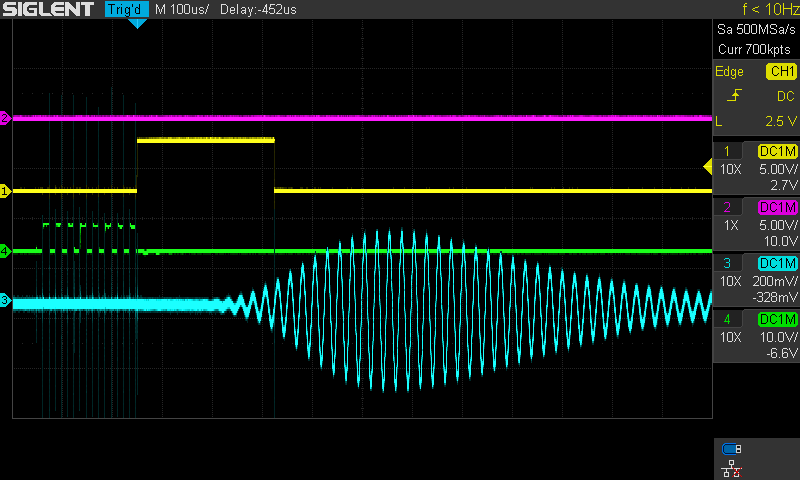 SIGLENT Trig'd M 100us/ Delay:-452us f < 10Hz
Sa 500MSa/s
Curr 700kpts
Edge CH1
DC
L 2.5 V
1 DC1M
10X 5.00V/
2.7V
2 DC1M
1X 5.00V/
10.0V
3 DC1M
10X 200mV/
-328mV
4 DC1M
10X 10.0V/
-6.6V
2
1
4
3